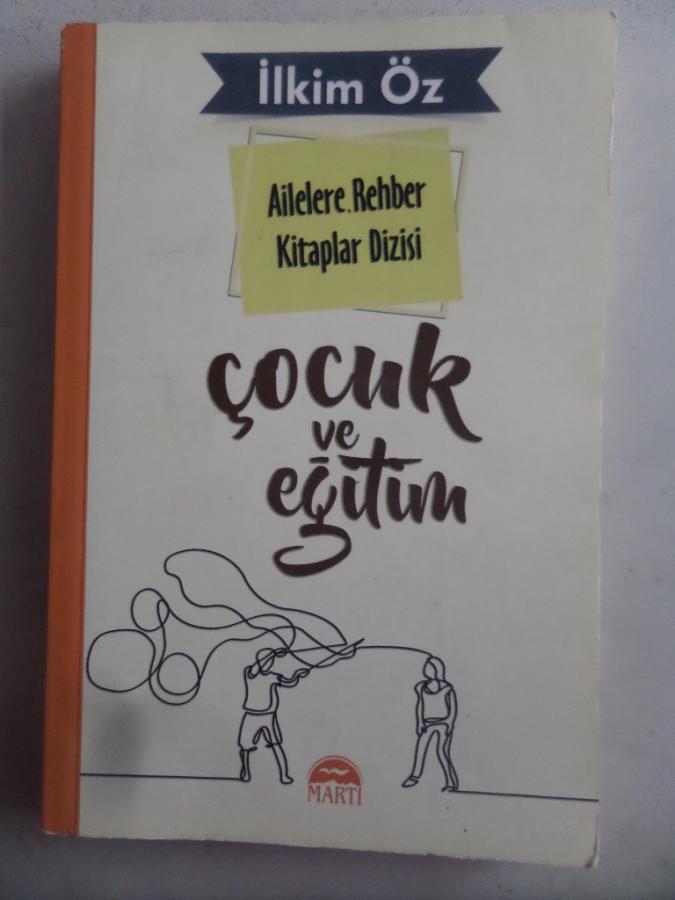 İlkim Öz
Ailelere Rehber
Kitaplar Dizisi
çocuk
ve
eğitim
MARTI